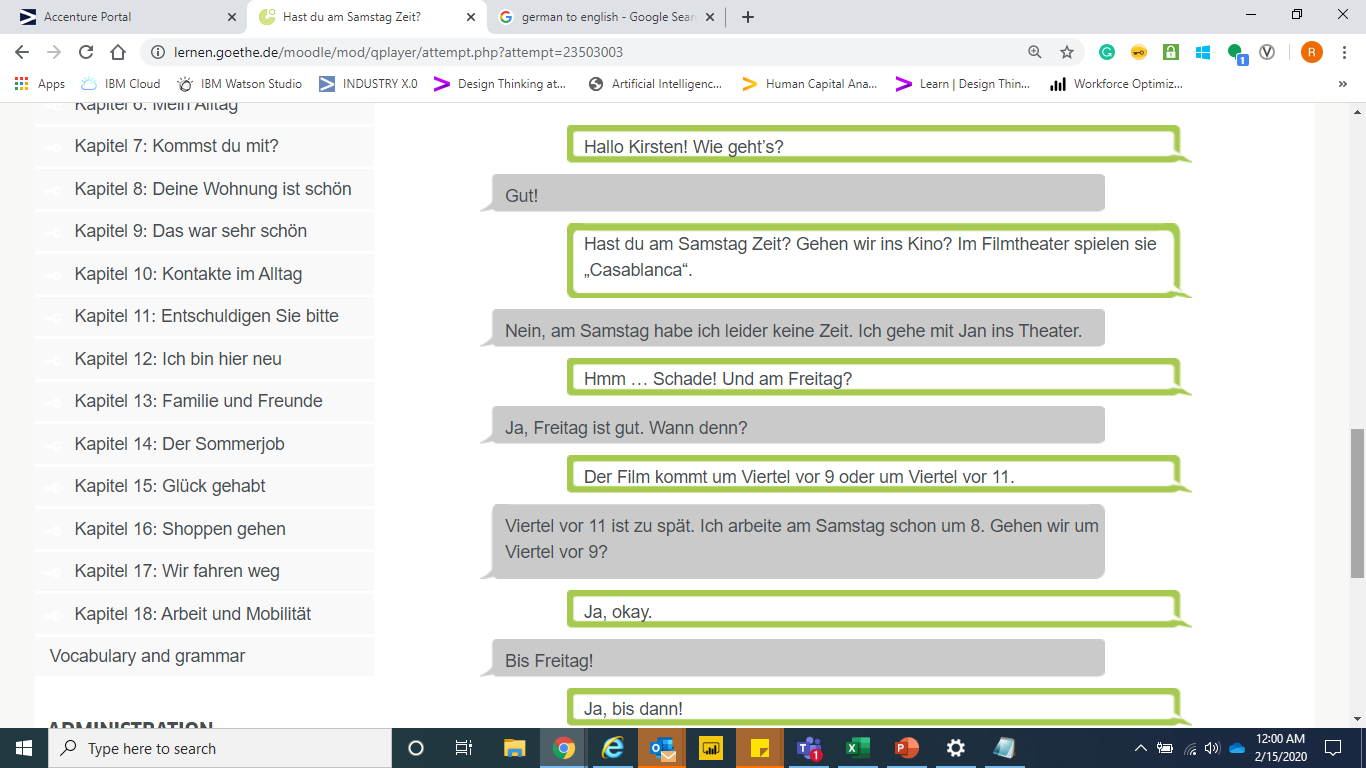 Accenture Portal
Hast du am Samstag Zeit?
german to english - Google Sear
lernen.goethe.de/moodle/mod/qplayer/attempt.php?attempt=23503003
1
R
Apps
IBM Cloud
IBM Watson Studio
INDUSTRY X.0
Design Thinking at...
Artificial Intelligenc...
Human Capital Ana...
Learn | Design Thin...
Workforce Optimiz...
»
Kapitel 6: Mein Alltag
Kapitel 7: Kommst du mit?
Kapitel 8: Deine Wohnung ist schön
Kapitel 9: Das war sehr schön
Kapitel 10: Kontakte im Alltag
Kapitel 11: Entschuldigen Sie bitte
Kapitel 12: Ich bin hier neu
Kapitel 13: Familie und Freunde
Kapitel 14: Der Sommerjob
Kapitel 15: Glück gehabt
Kapitel 16: Shoppen gehen
Kapitel 17: Wir fahren weg
Kapitel 18: Arbeit und Mobilität
Vocabulary and grammar
ADMINISTRATION
Hallo Kirsten! Wie geht’s?
Gut!
Hast du am Samstag Zeit? Gehen wir ins Kino? Im Filmtheater spielen sie
„Casablanca“.
Nein, am Samstag habe ich leider keine Zeit. Ich gehe mit Jan ins Theater.
Hmm … Schade! Und am Freitag?
Ja, Freitag ist gut. Wann denn?
Der Film kommt um Viertel vor 9 oder um Viertel vor 11.
Viertel vor 11 ist zu spät. Ich arbeite am Samstag schon um 8. Gehen wir um
Viertel vor 9?
Ja, okay.
Bis Freitag!
Ja, bis dann!
Type here to search
1
12:00 AM
2/15/2020